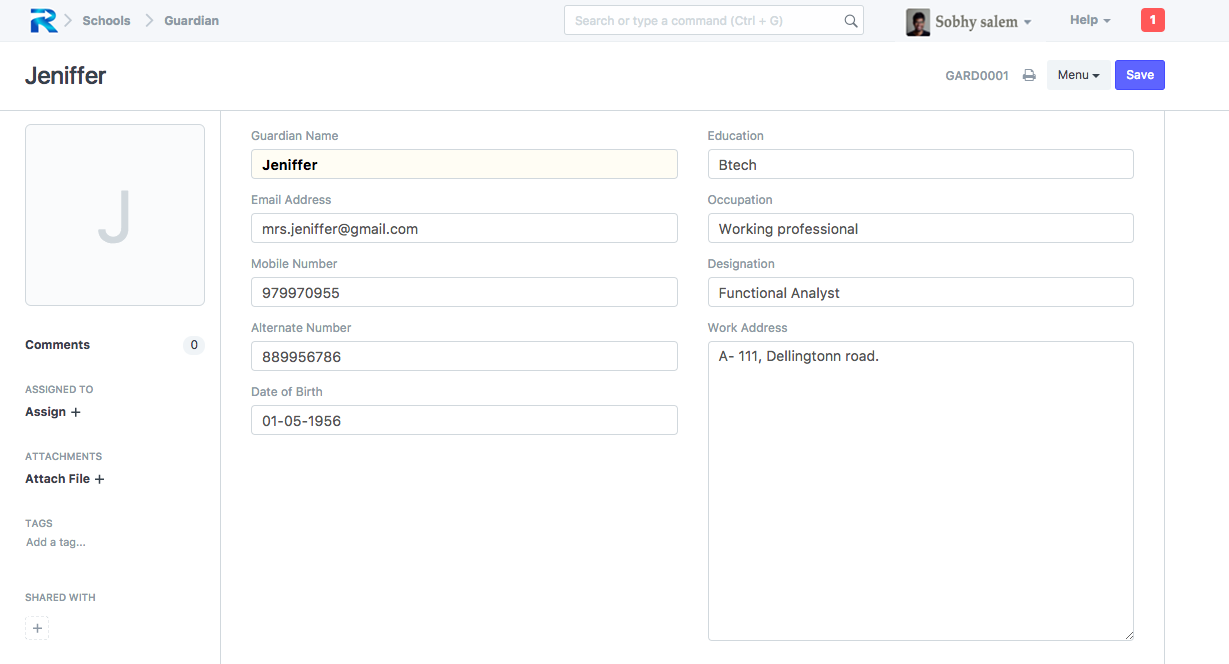 Schools
Guardian
Search or type a command (Ctrl + G)
Sobhy salem
Help
1
Jeniffer
GARD0001
Menu
Save
J
Comments
0
ASSIGNED TO
Assign +
ATTACHMENTS
Attach File +
TAGS
Add a tag...
SHARED WITH
+
Guardian Name
Jeniffer
Email Address
mrs.jeniffer@gmail.com
Mobile Number
979970955
Alternate Number
889956786
Date of Birth
01-05-1956
Education
Btech
Occupation
Working professional
Designation
Functional Analyst
Work Address
A- 111, Dellingtonn road.